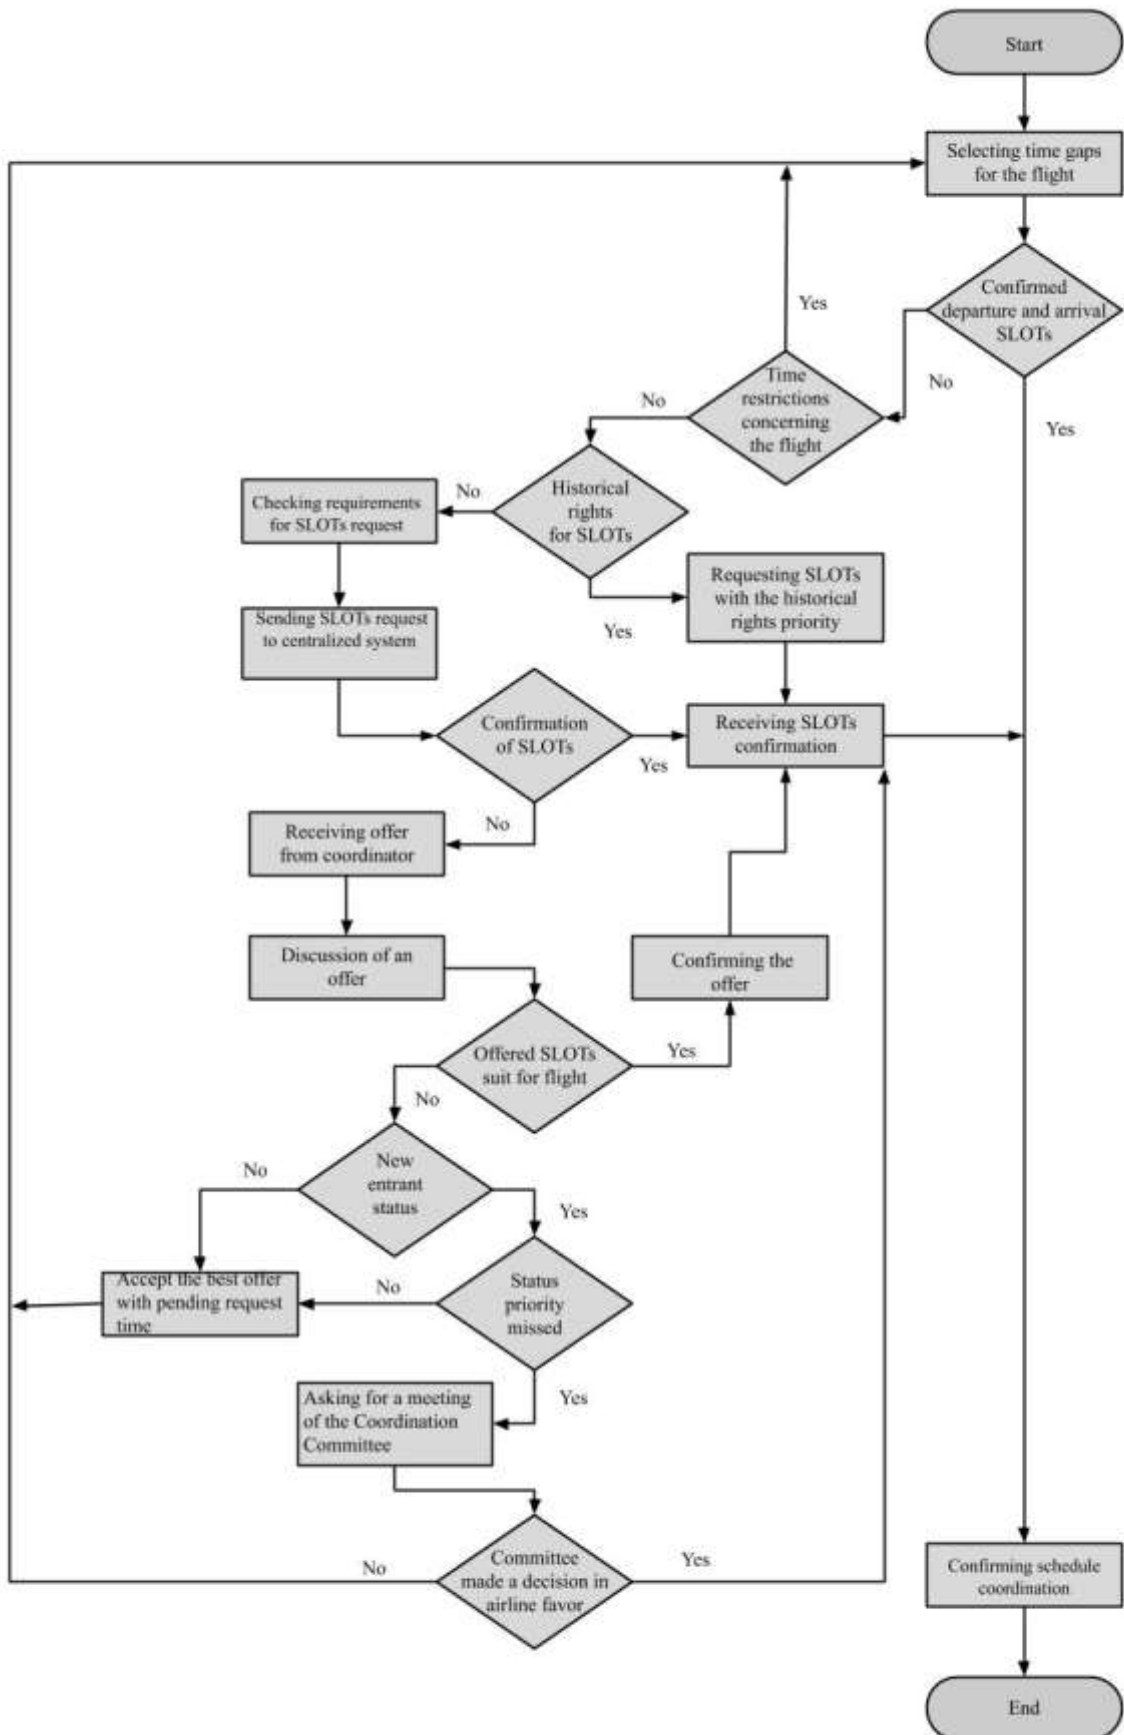 Start
Selecting time gaps
for the flight
Confirmed
departure and arrival
SLOTs
Yes
No
Yes
Time
restrictions
concerning
the flight
No
Historical
rights
for SLOTs
No
Checking requirements
for SLOTs request
Requesting SLOTs
with the historical
rights priority
Yes
Sending SLOTs request
to centralized system
Confirmation
of SLOTs
Yes
Receiving SLOTs
confirmation
No
Receiving offer
from coordinator
Discussion of an
offer
Confirming the
offer
Offered SLOTs
suit for flight
Yes
No
New
entrant
status
No
Yes
Accept the best offer
with pending request
time
No
Status
priority
missed
Yes
Asking for a meeting
of the Coordination
Committee
Committee
made a decision in
airline favor
No
Yes
Confirming schedule
coordination
End